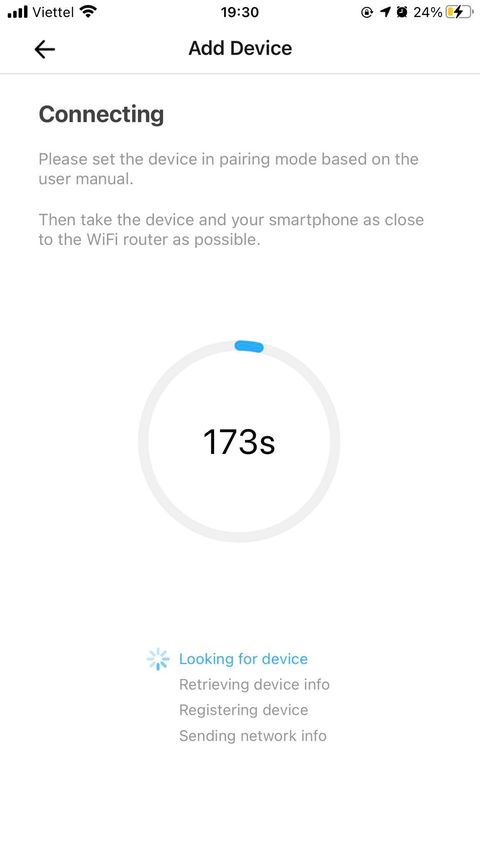 Viettel 19:30 24%
Add Device
Connecting
Please set the device in pairing mode based on the
user manual.
Then take the device and your smartphone as close
to the WiFi router as possible.
173s
Looking for device
Retrieving device info
Registering device
Sending network info